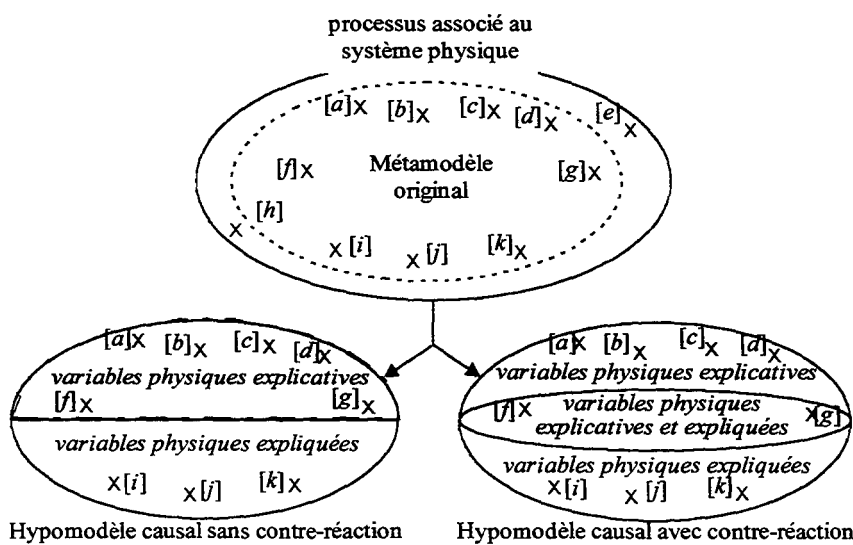 processus associé au
système physique
[a]x [b]x [c]x [d]x [e]x
[f]x Métamodèle [g]x
original
x [h]
x [i] x [j] [k]x
[a]x [b]x [c]x [d]x
variables physiques explicatives
[f]x [g]x
variables physiques expliquées
x[i] x[j] [k]x
Hypomodèle causal sans contre-réaction
[a]x [b]x [c]x [d]x
variables physiques explicatives
[f]x variables physiques x[g]
explicatives et expliquées
variables physiques expliquées
x[i] x[j] [k]x
Hypomodèle causal avec contre-réaction